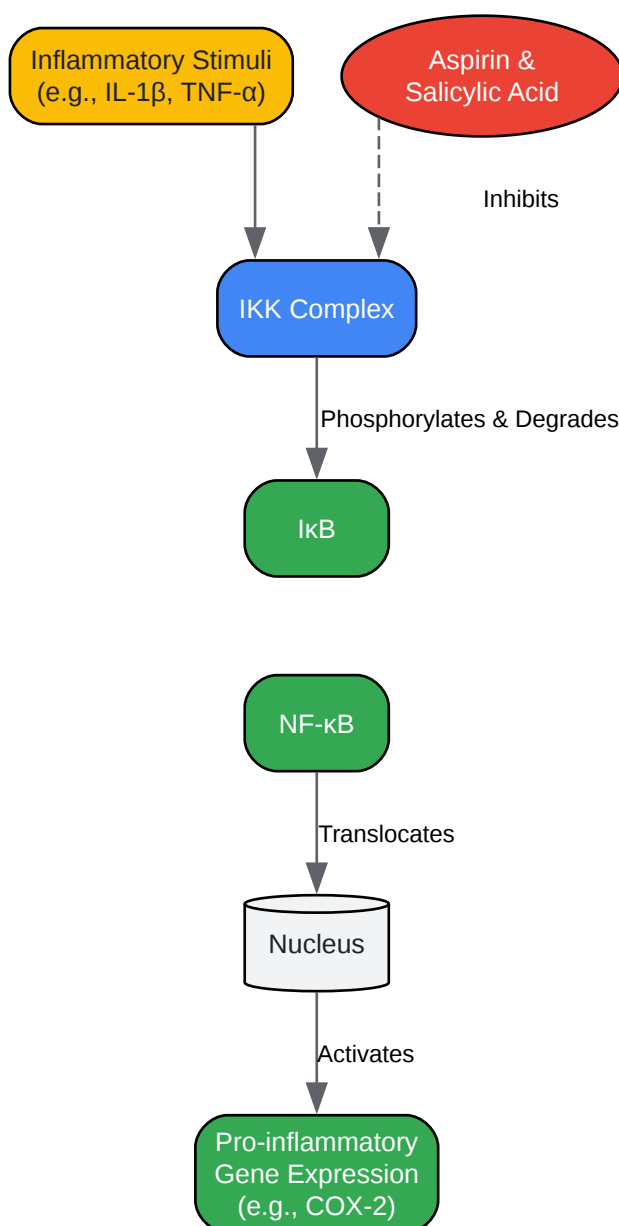 Inflammatory Stimuli
(e.g., IL-1β, TNF-α)
Aspirin &
Salicylic Acid
Inhibits
IKK Complex
Phosphorylates & Degrades
IκB
NF-κB
Translocates
Nucleus
Activates
Pro-inflammatory
Gene Expression
(e.g., COX-2)